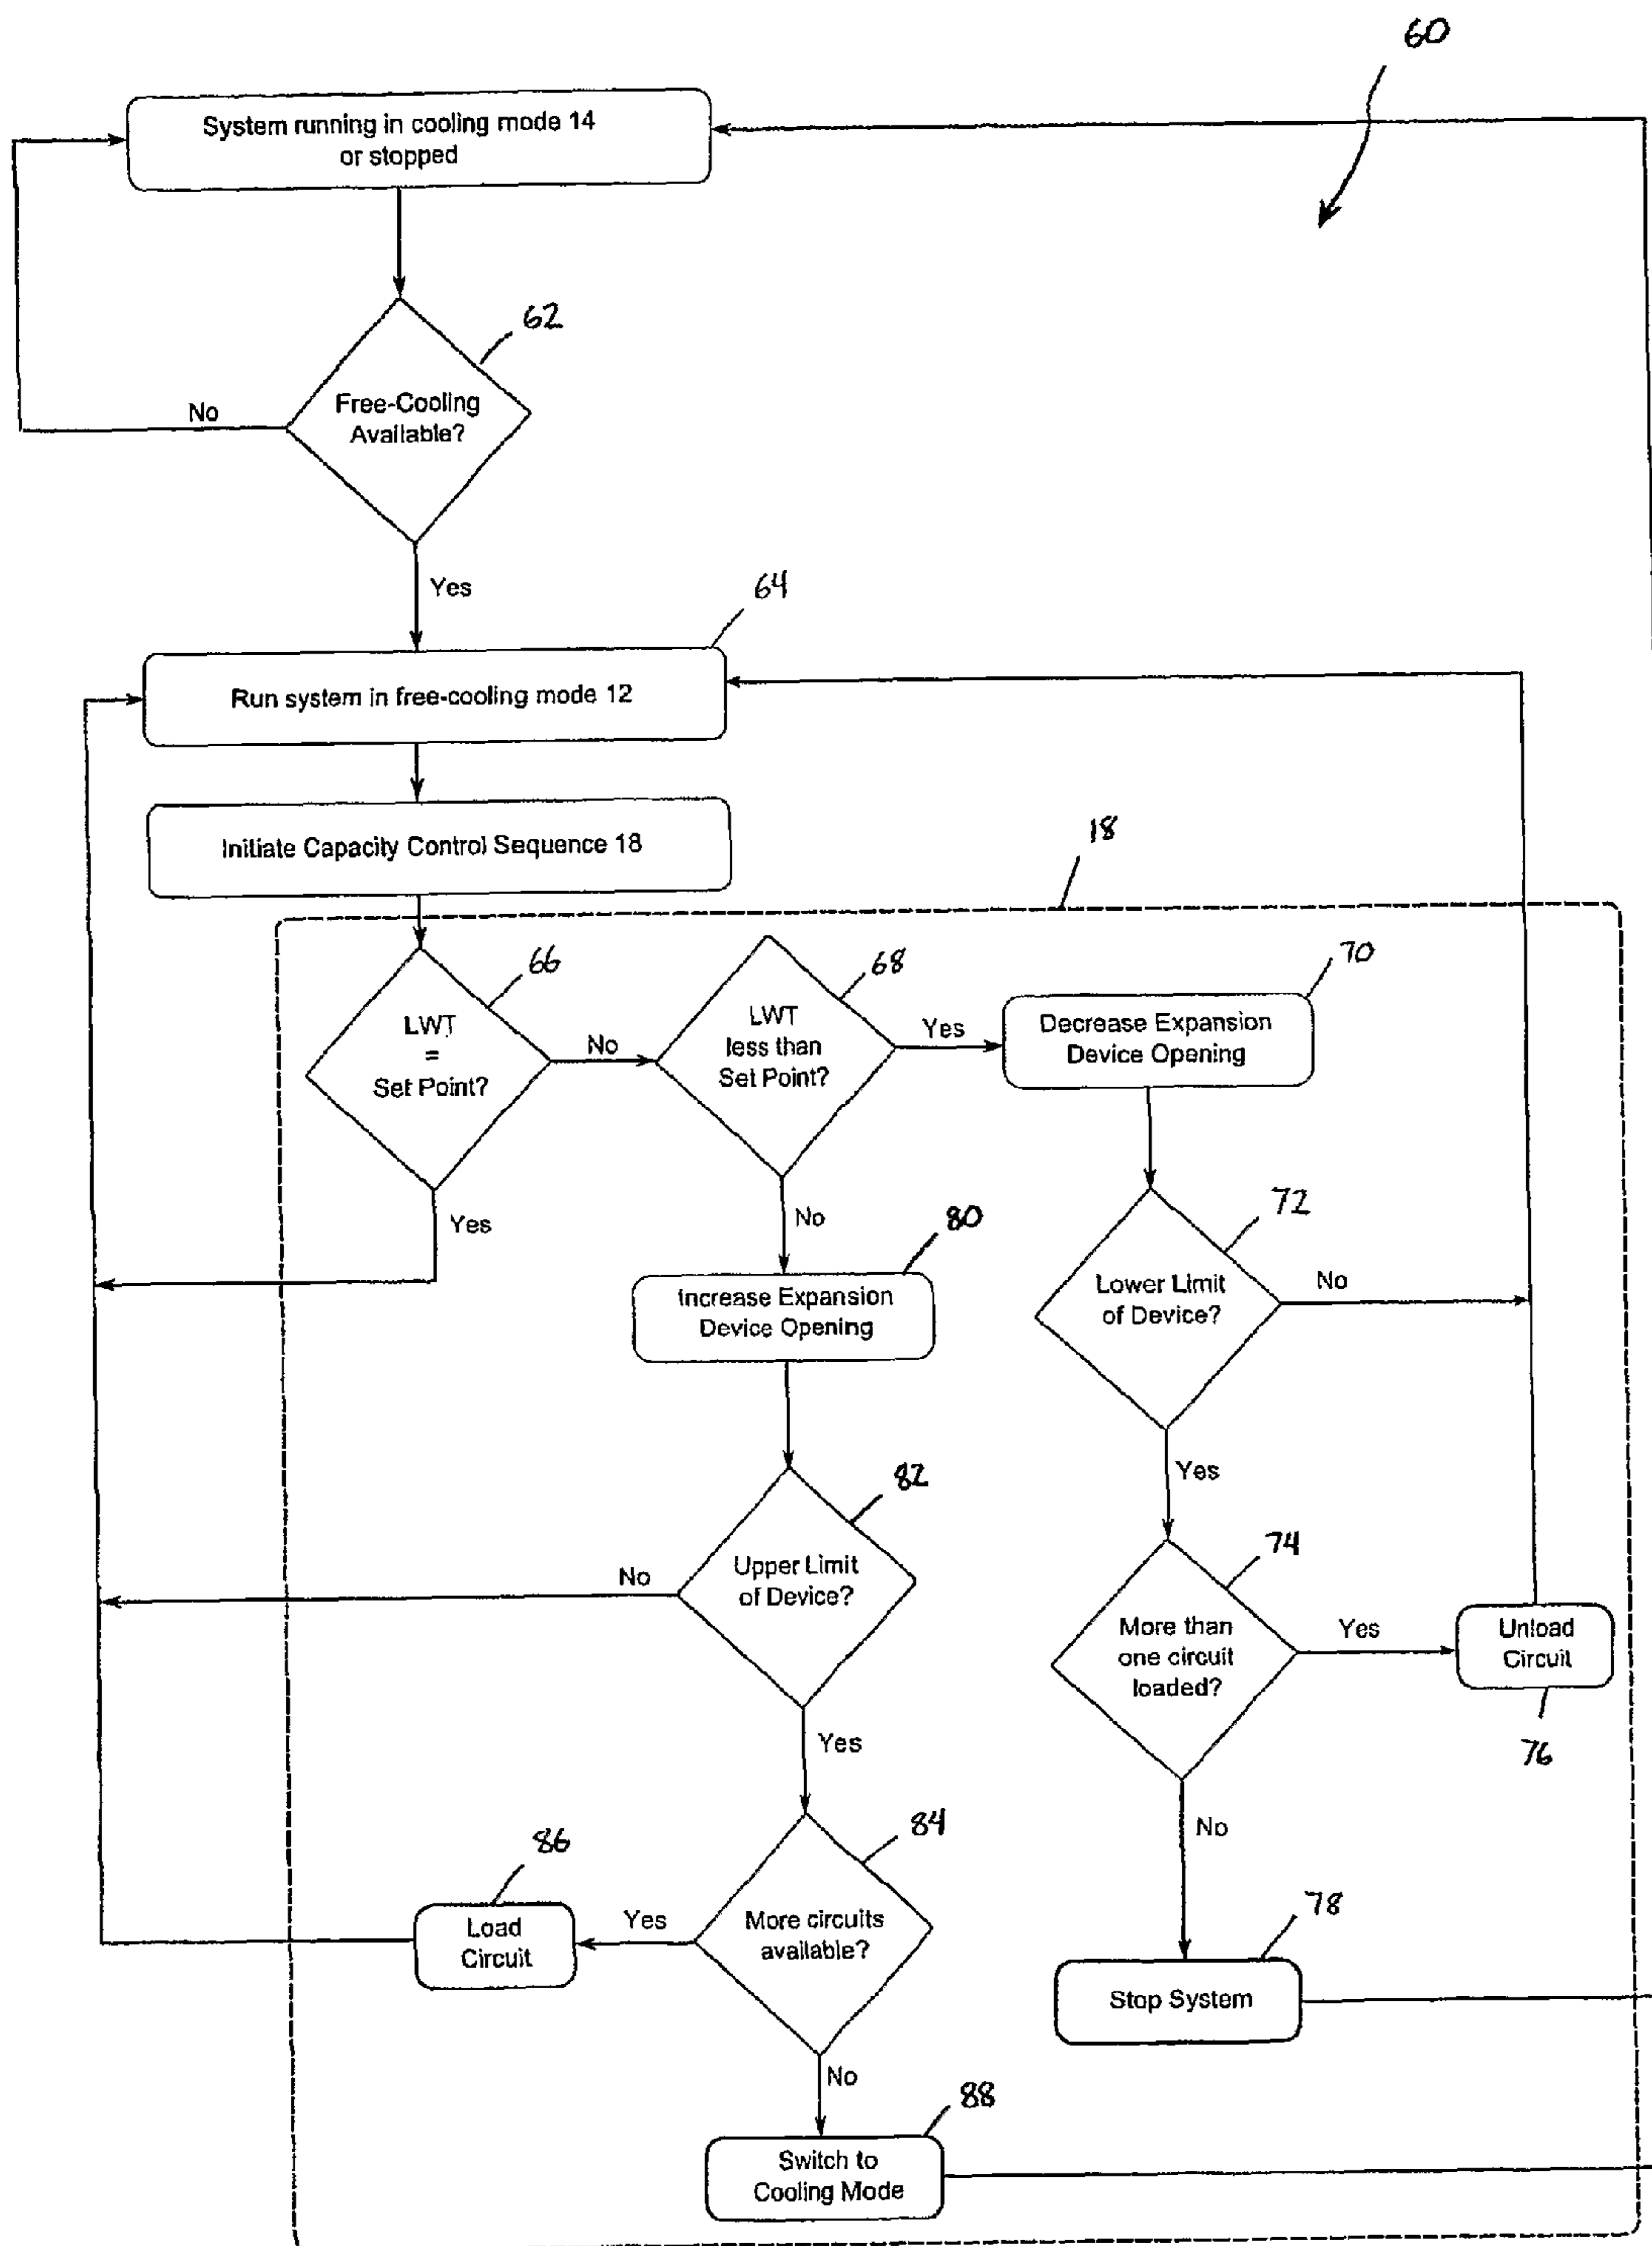 60
System running in cooling mode 14
or stopped
62
Free-Cooling
Available?
No
Yes
64
Run system in free-cooling mode 12
Initiate Capacity Control Sequence 18
18
66
LWT
=
Set Point?
No
Yes
68
LWT
less than
Set Point?
Yes
No
70
Decrease Expansion
Device Opening
72
Lower Limit
of Device?
No
Yes
80
Increase Expansion
Device Opening
82
Upper Limit
of Device?
No
Yes
74
More than
one circuit
loaded?
Yes
No
Unload
Circuit
76
84
More circuits
available?
Yes
No
86
Load
Circuit
78
Stop System
88
Switch to
Cooling Mode